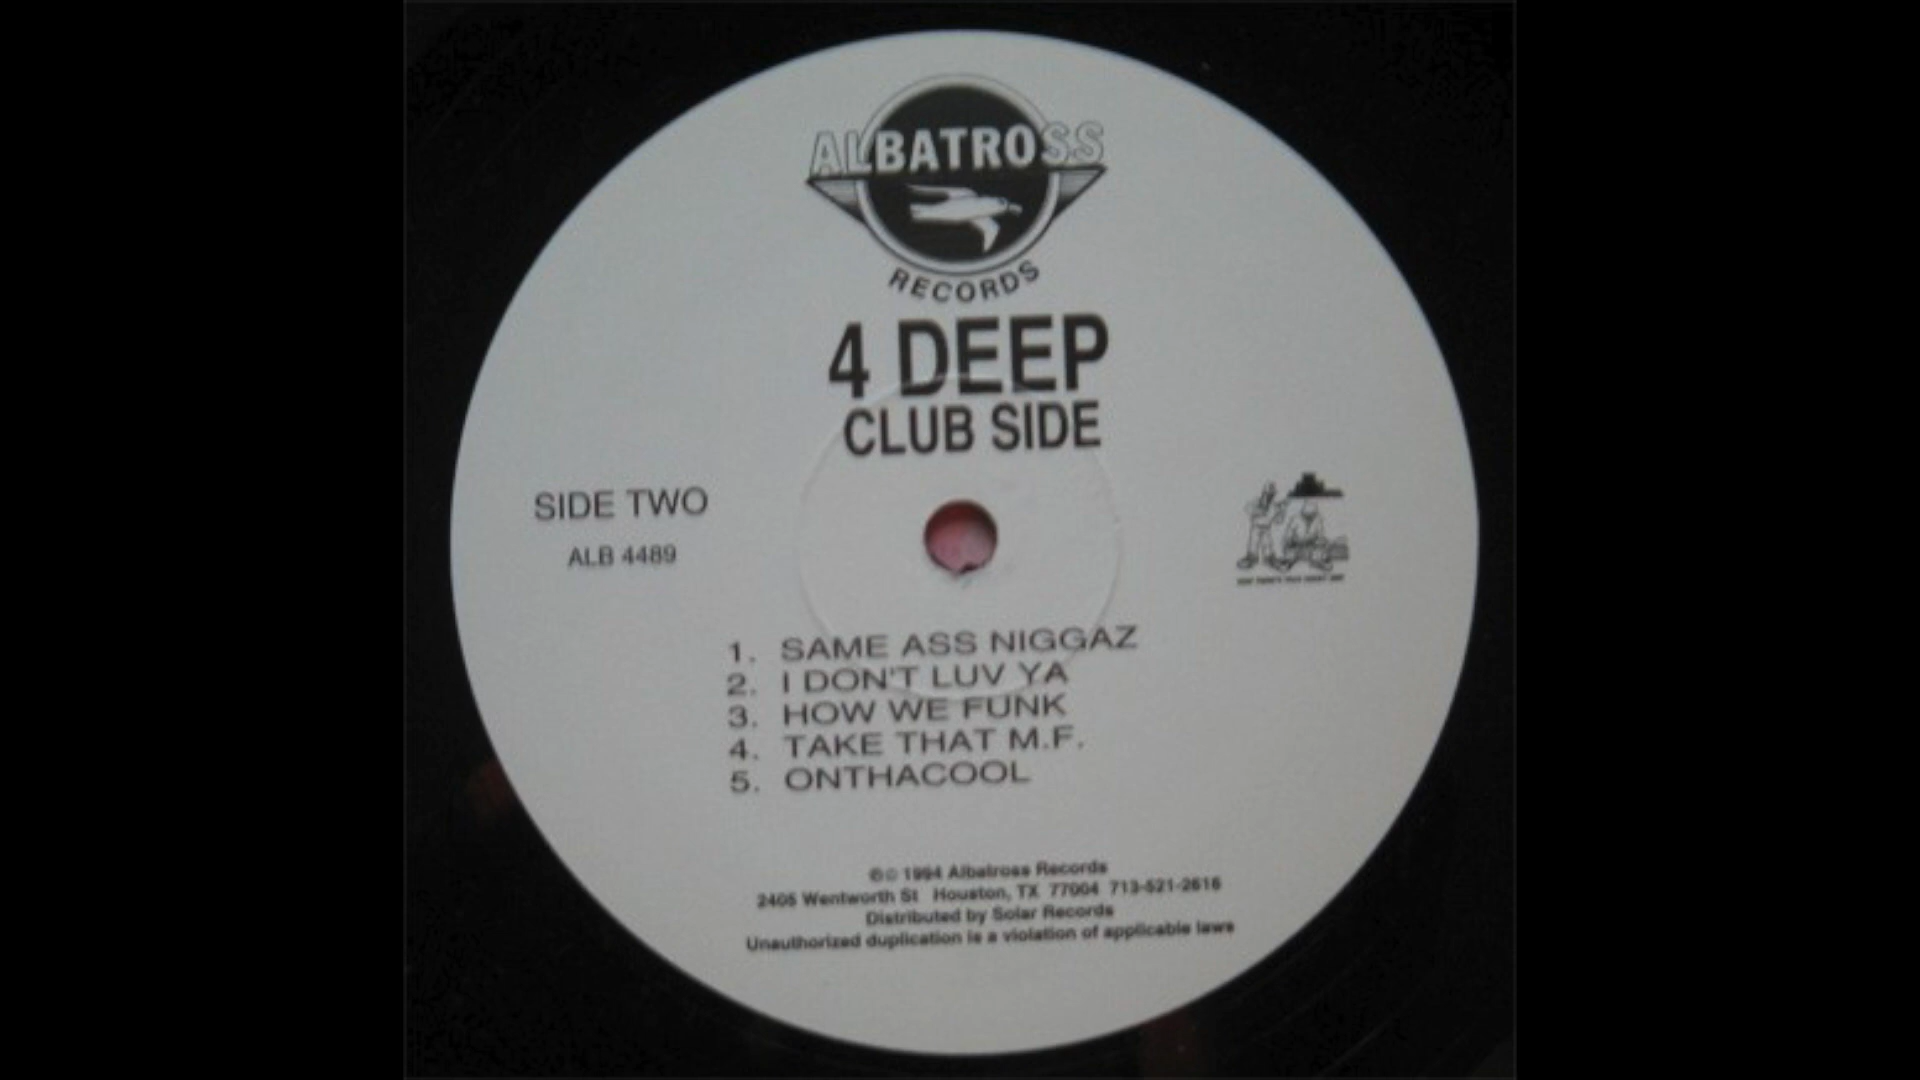 ALBATROSS
RECORDS
4 DEEP
CLUB SIDE
SIDE TWO
ALB 4489
1. SAME ASS NIGGAZ
2. I DON'T LUV YA
3. HOW WE FUNK
4. TAKE THAT M.F.
5. ONTHACOOL
℗© 1994 Albatross Records
2405 Wentworth St Houston, TX 77004 713-521-2616
Distributed by Solar Records
Unauthorized duplication is a violation of applicable laws